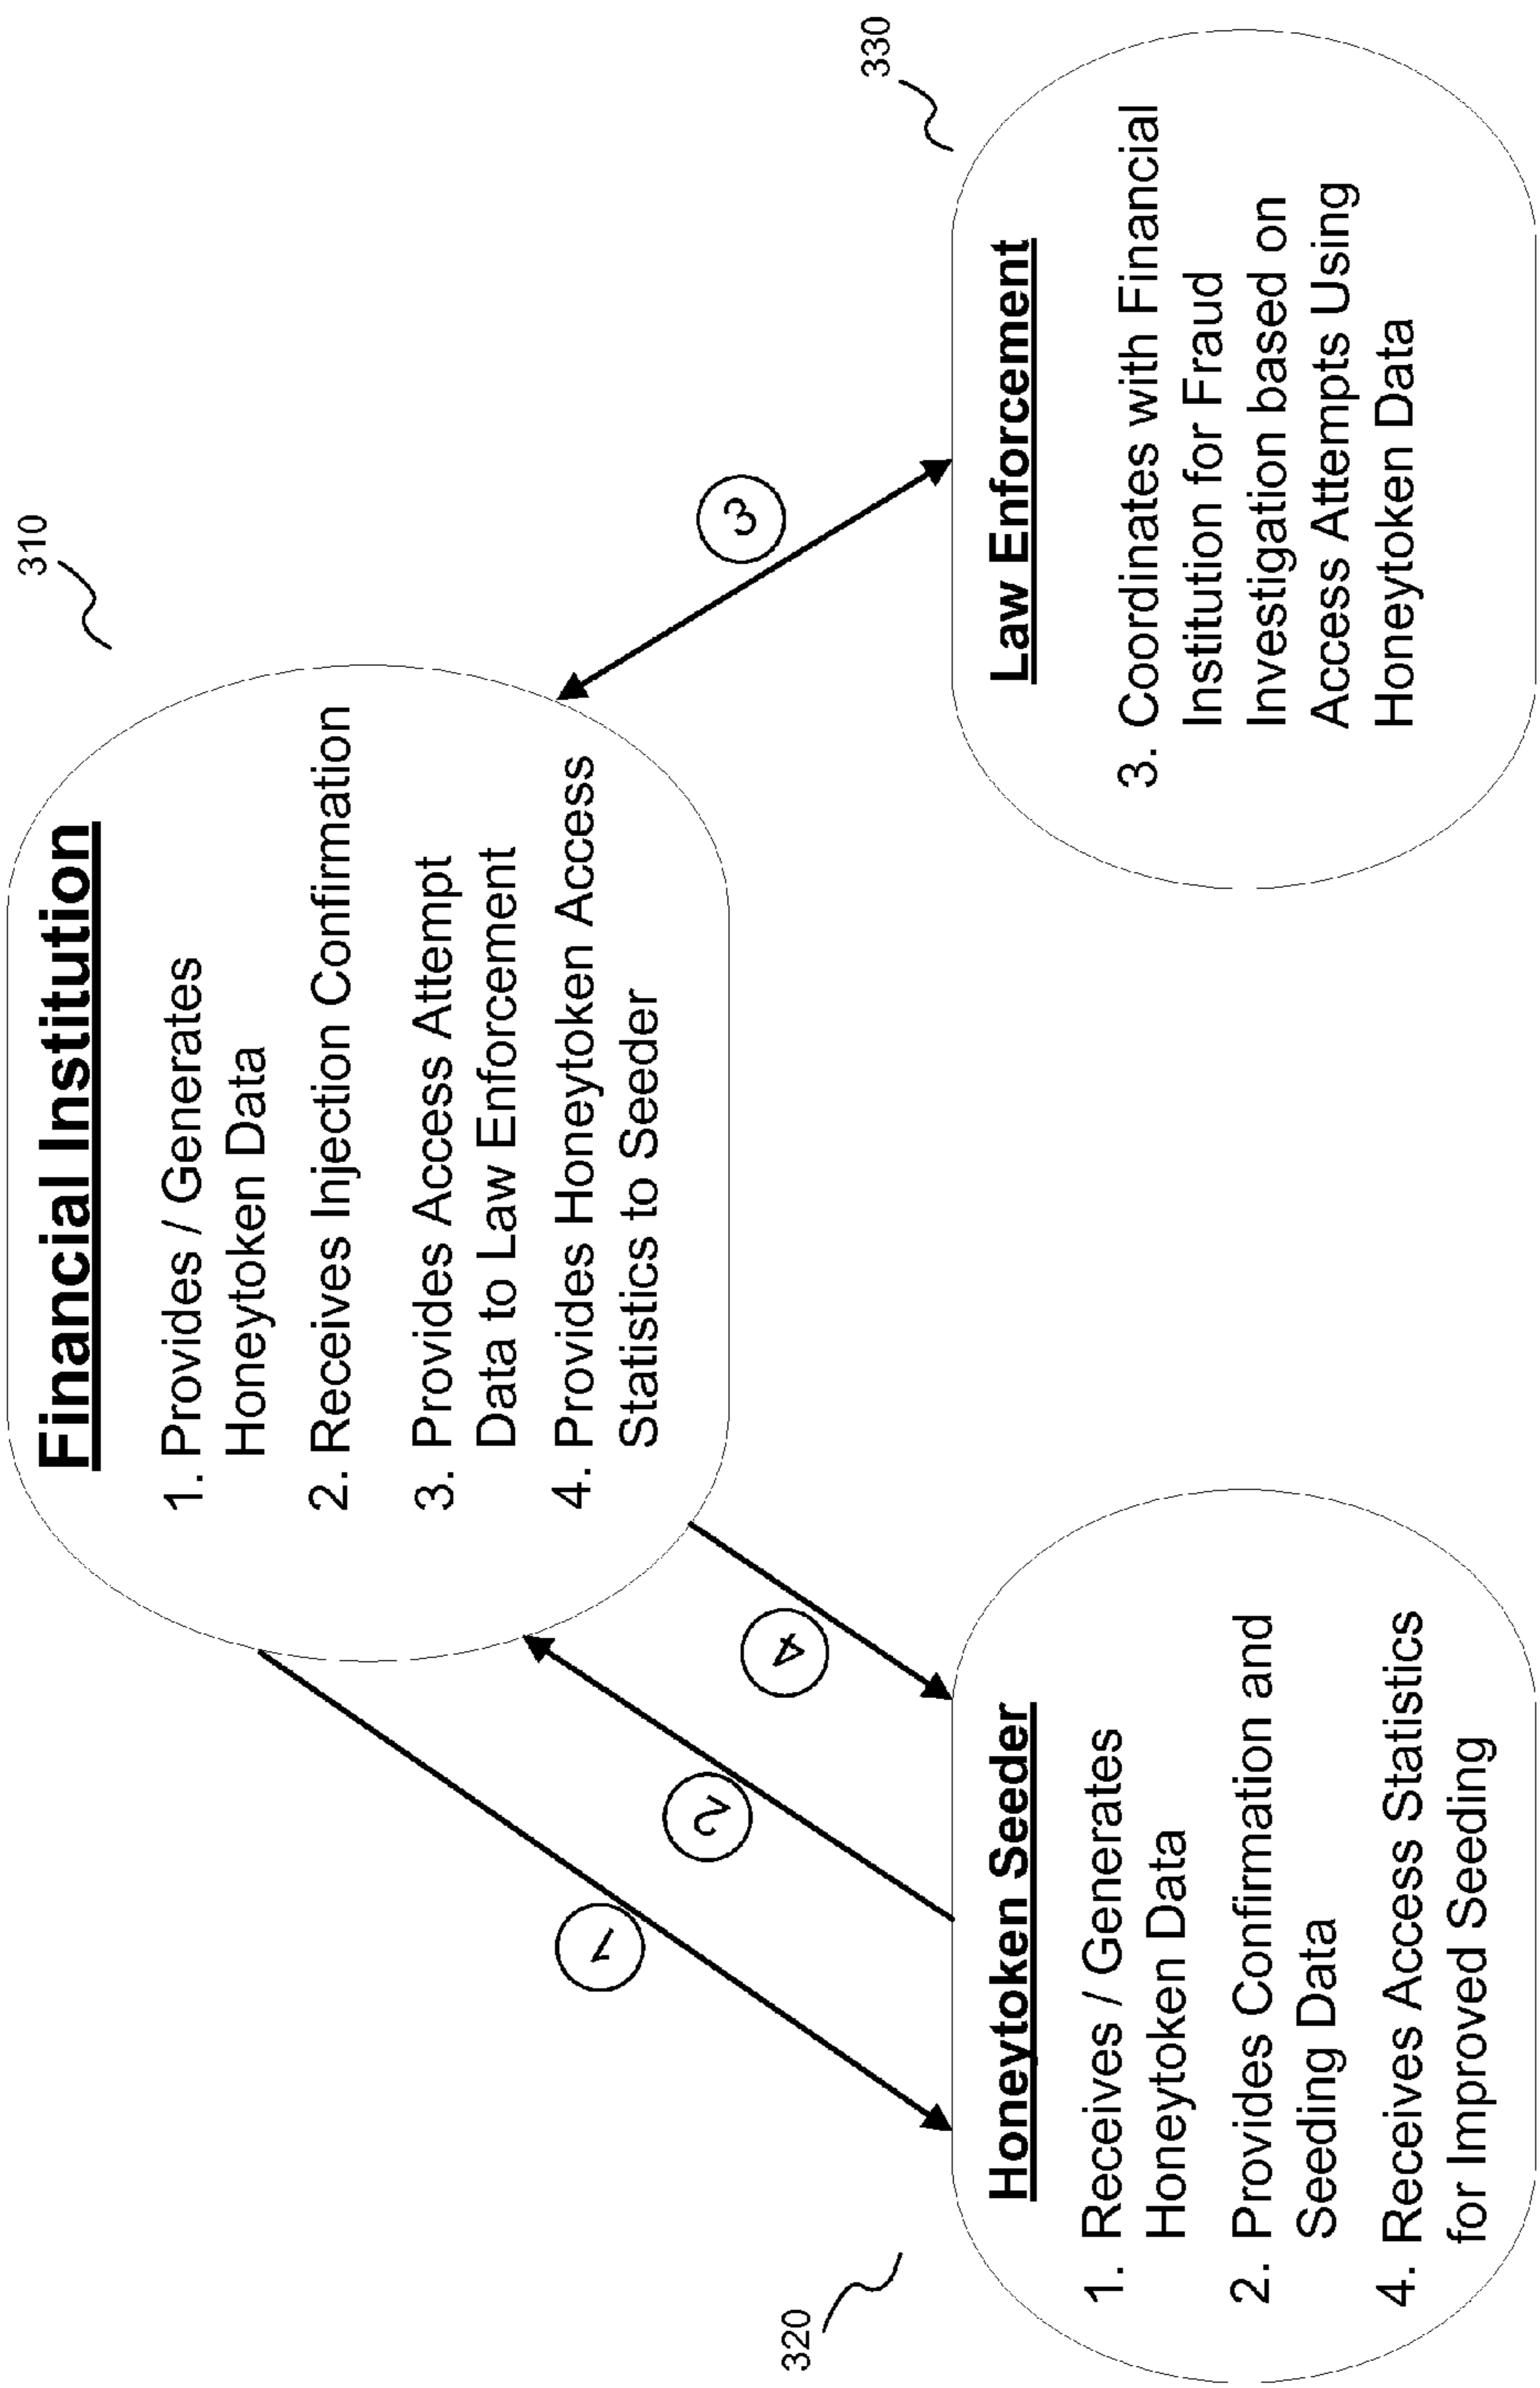 310
Financial Institution
1. Provides / Generates
Honeytoken Data
2. Receives Injection Confirmation
3. Provides Access Attempt
Data to Law Enforcement
4. Provides Honeytoken Access
Statistics to Seeder
1
2
4
3
320
Honeytoken Seeder
1. Receives / Generates
Honeytoken Data
2. Provides Confirmation and
Seeding Data
4. Receives Access Statistics
for Improved Seeding
330
Law Enforcement
3. Coordinates with Financial
Institution for Fraud
Investigation based on
Access Attempts Using
Honeytoken Data